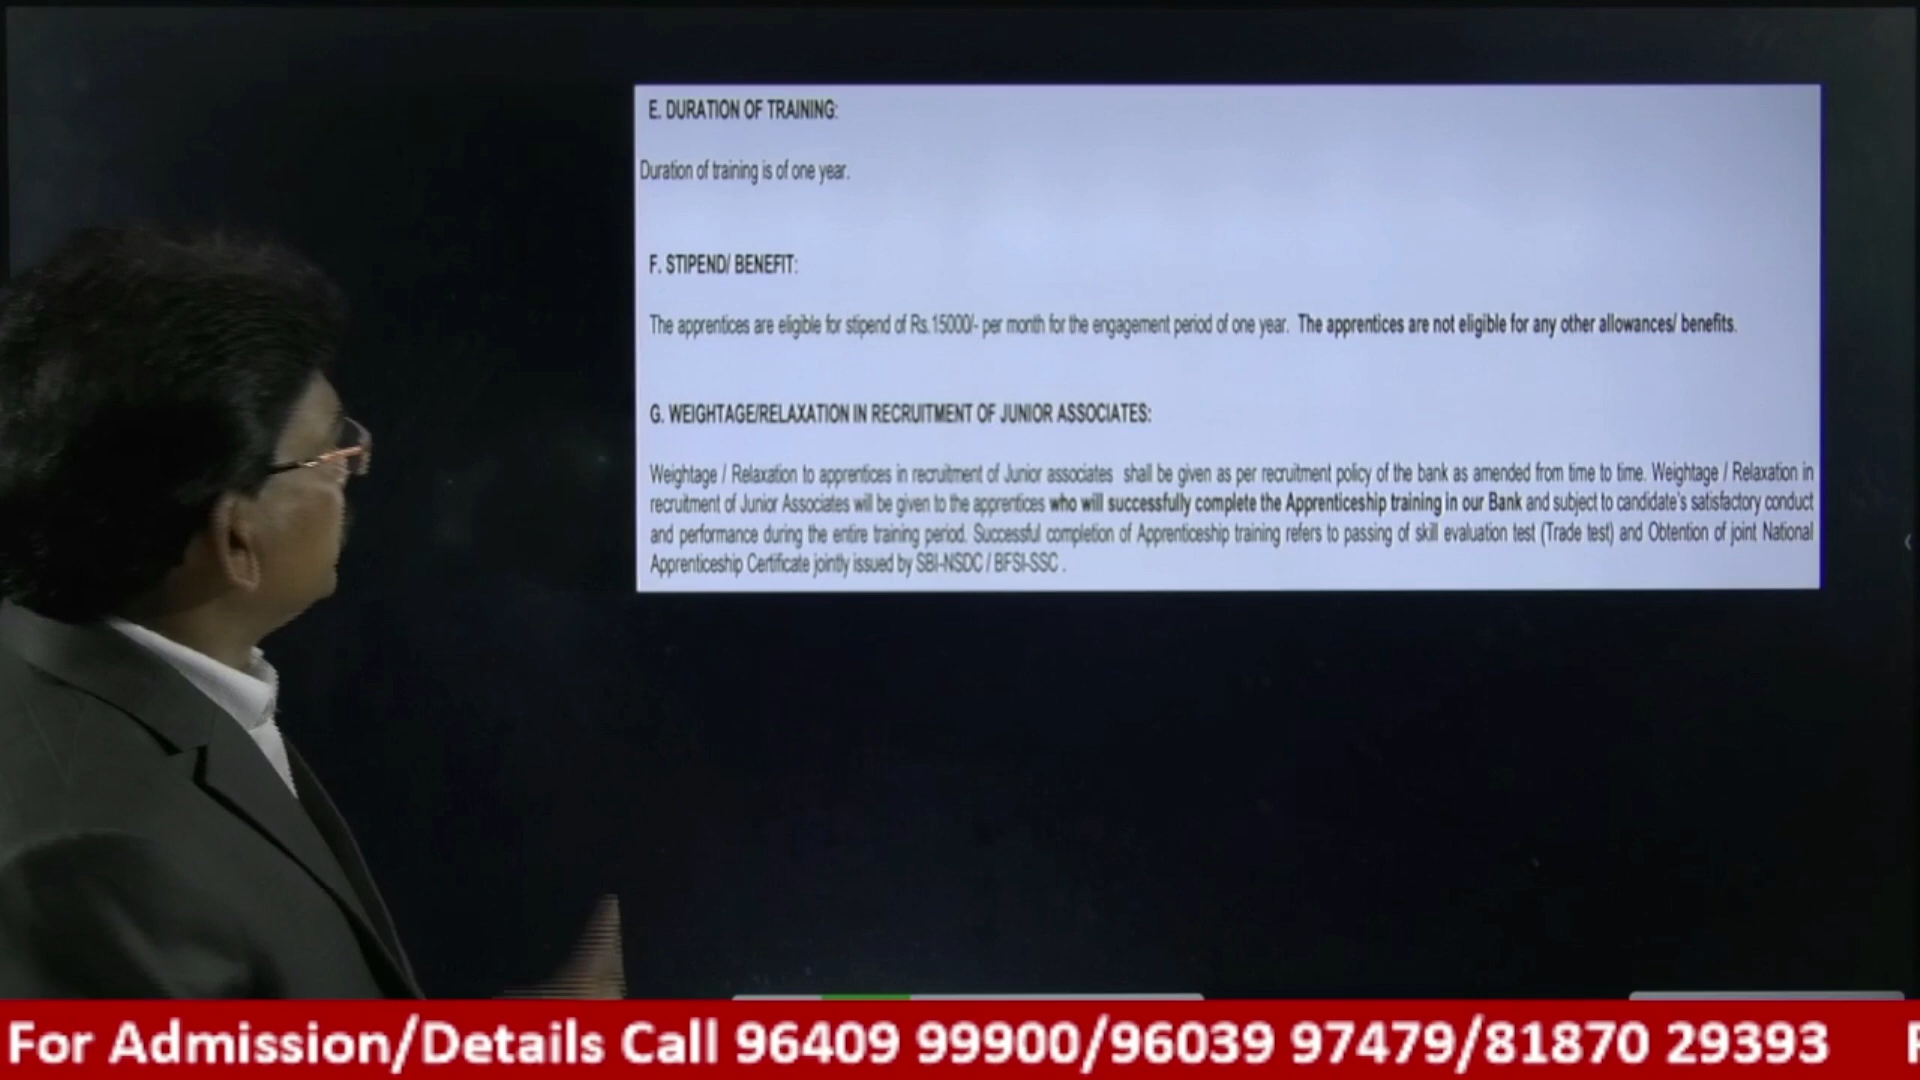 E. DURATION OF TRAINING:
Duration of training is of one year.
F. STIPEND/ BENEFIT:
The apprentices are eligible for stipend of Rs.15000/- per month for the engagement period of one year. The apprentices are not eligible for any other allowances/ benefits.
G. WEIGHTAGE/RELAXATION IN RECRUITMENT OF JUNIOR ASSOCIATES:
Weightage / Relaxation to apprentices in recruitment of Junior associates shall be given as per recruitment policy of the bank as amended from time to time. Weightage / Relaxation in
recruitment of Junior Associates will be given to the apprentices who will successfully complete the Apprenticeship training in our Bank and subject to candidate's satisfactory conduct
and performance during the entire training period. Successful completion of Apprenticeship training refers to passing of skill evaluation test (Trade test) and Obtention of joint National
Apprenticeship Certificate jointly issued by SBI-NSDC / BFSI-SSC .
For Admission/Details Call 96409 99900/96039 97479/81870 29393